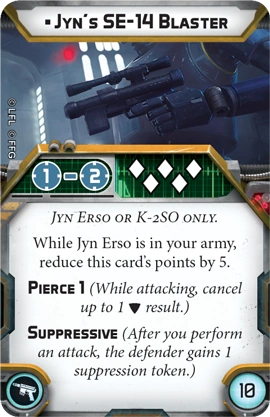 ▪ Jyn´s SE-14 Blaster
©LFL ©FFG
1 – 2
Jyn Erso or K-2SO only.
While Jyn Erso is in your army,
reduce this card's points by 5.
Pierce 1 (While attacking, cancel
up to 1 result.)
Suppressive (After you perform
an attack, the defender gains 1
suppression token.)
10